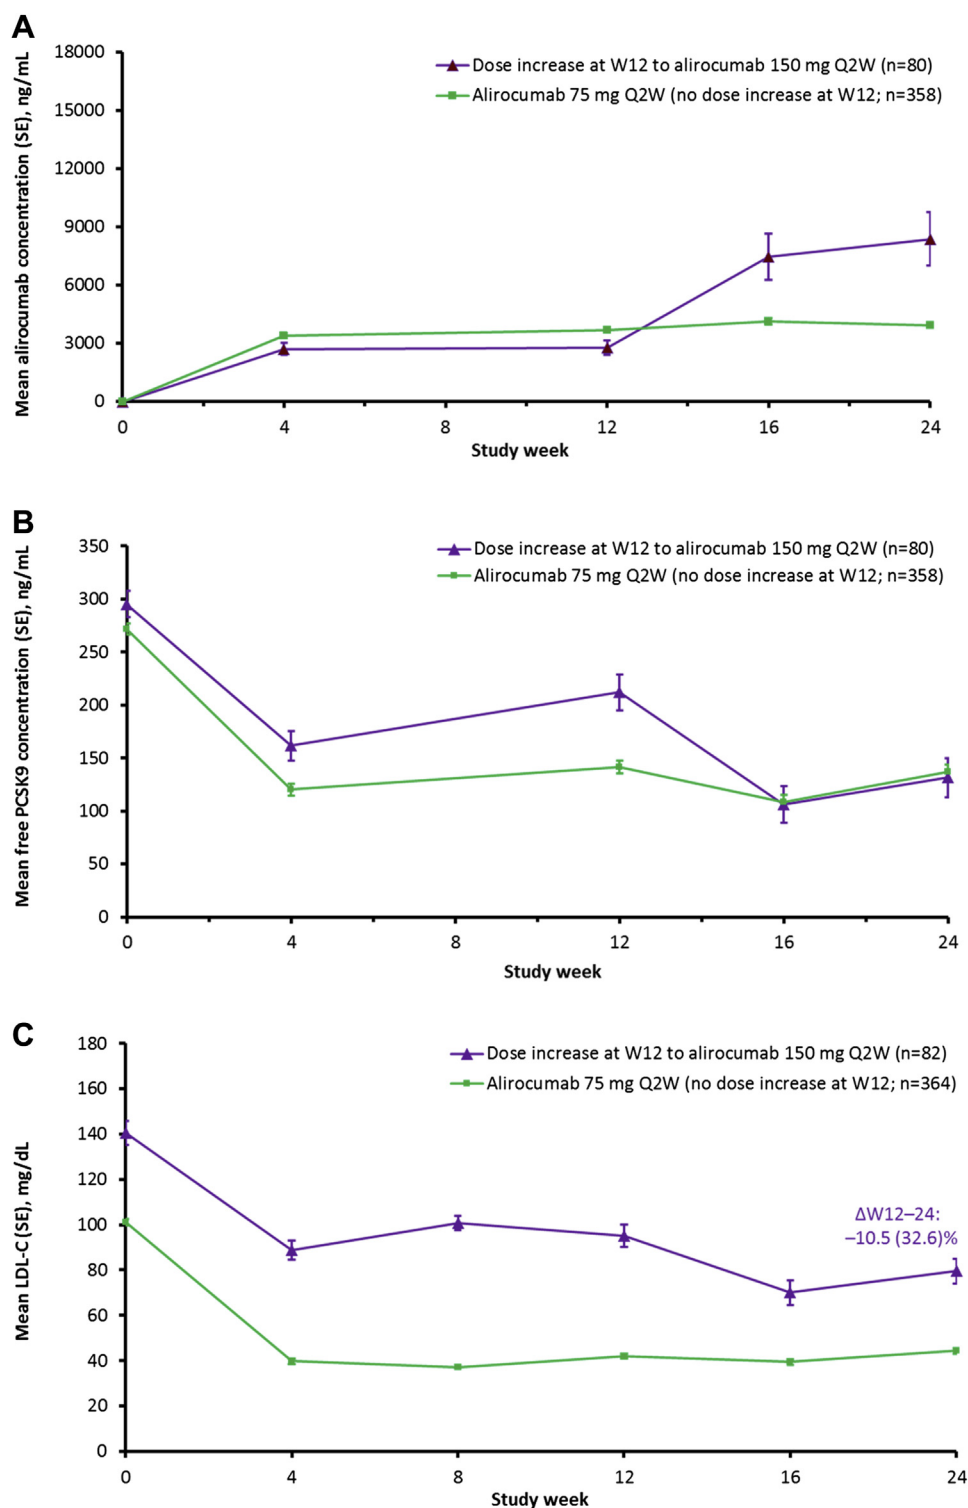 A
Mean alirocumab concentration (SE), ng/mL
18000
15000
12000
9000
6000
3000
0
Dose increase at W12 to alirocumab 150 mg Q2W (n=80)
Alirocumab 75 mg Q2W (no dose increase at W12; n=358)
0 4 8 12 16 24
Study week
B
Mean free PCSK9 concentration (SE), ng/mL
350
300
250
200
150
100
50
0
Dose increase at W12 to alirocumab 150 mg Q2W (n=80)
Alirocumab 75 mg Q2W (no dose increase at W12; n=358)
0 4 8 12 16 24
Study week
C
Mean LDL-C (SE), mg/dL
180
160
140
120
100
80
60
40
20
0
Dose increase at W12 to alirocumab 150 mg Q2W (n=82)
Alirocumab 75 mg Q2W (no dose increase at W12; n=364)
ΔW12–24:
–10.5 (32.6)%
0 4 8 12 16 24
Study week